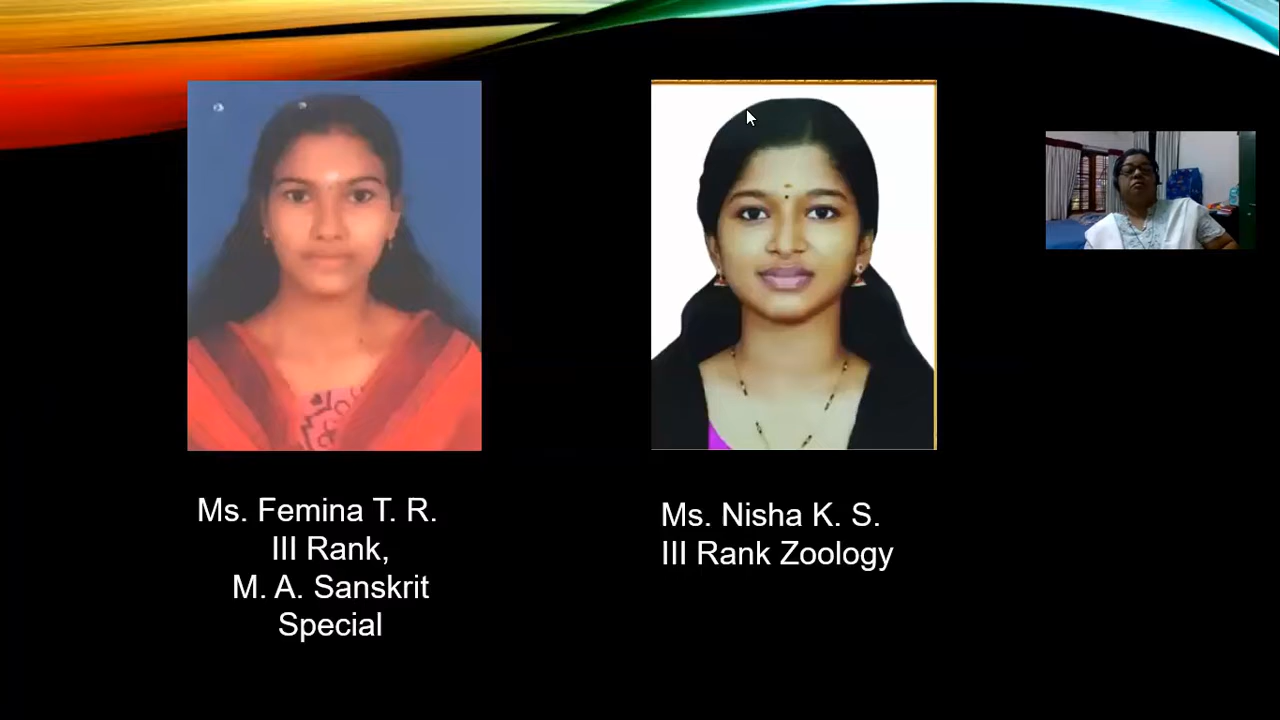 Ms. Femina T. R.
III Rank,
M. A. Sanskrit
Special
Ms. Nisha K. S.
III Rank Zoology